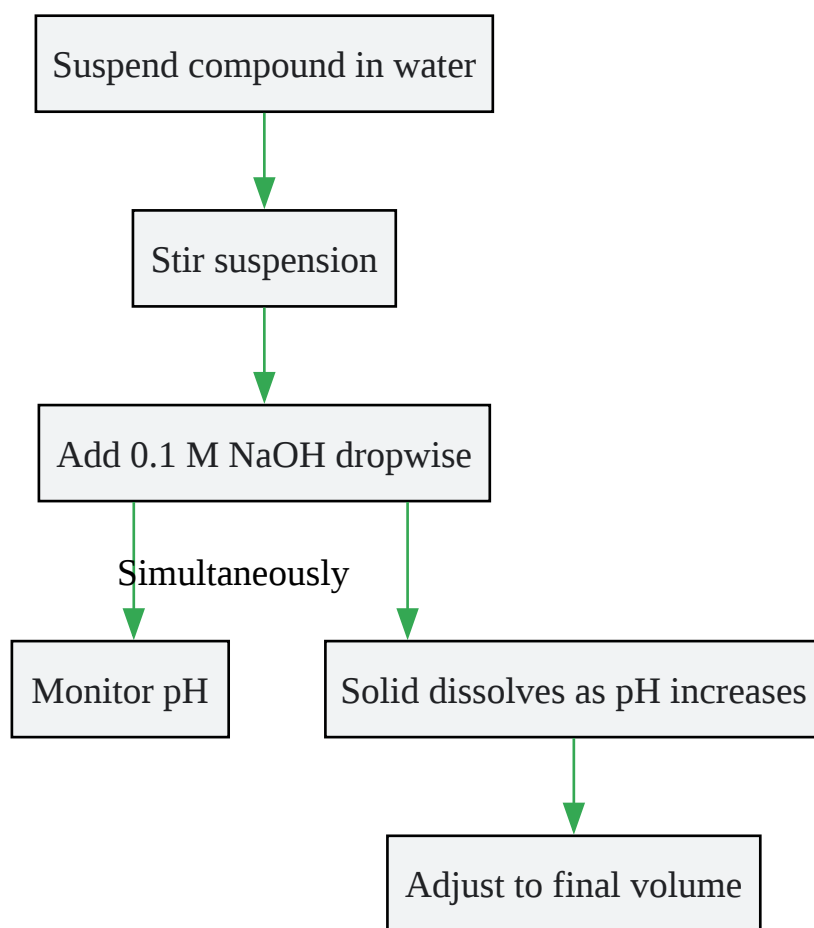 Suspend compound in water
Stir suspension
Add 0.1 M NaOH dropwise
Simultaneously
Monitor pH
Solid dissolves as pH increases
Adjust to final volume